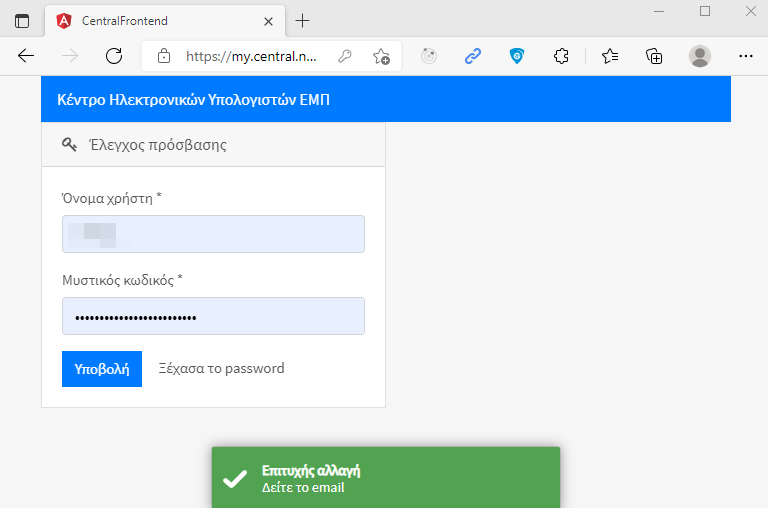 CentralFrontend
https://my.central.n...
Κέντρο Ηλεκτρονικών Υπολογιστών ΕΜΠ
Έλεγχος πρόσβασης
Όνομα χρήστη *
Μυστικός κωδικός *
Υποβολή Ξέχασα το password
Επιτυχής αλλαγή
Δείτε το email